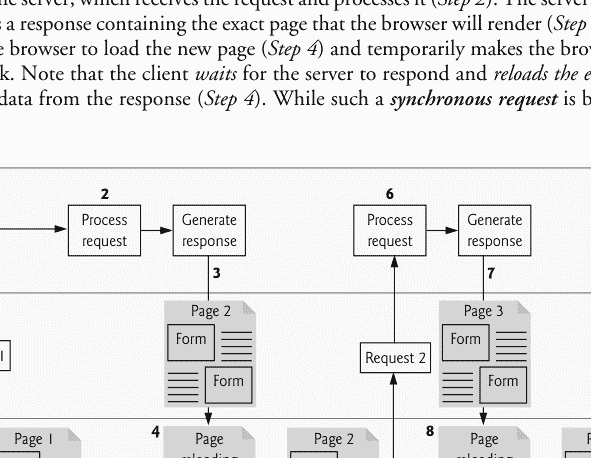 server, which receives the request and processes it (Step 2). The server
s a response containing the exact page that the browser will render (Step
e browser to load the new page (Step 4) and temporarily makes the brow
k. Note that the client waits for the server to respond and reloads the e
data from the response (Step 4). While such a synchronous request is b
2
6
Process
request
Generate
response
Process
request
Generate
response
3
7
Page 2
Form
Form
Page 3
Form
Form
Request 2
4
8
Page 1
Page
reloading
Page 2
Page
reloading